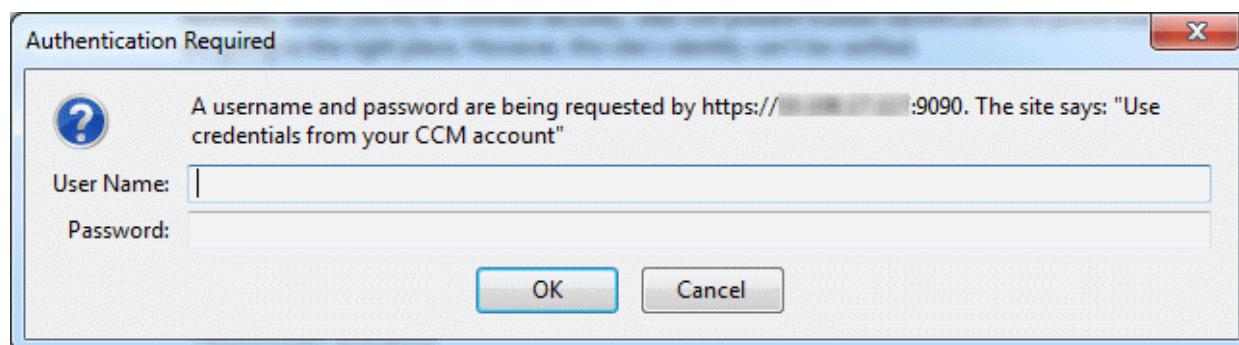 Authentication Required
A username and password are being requested by https:// :9090. The site says: "Use
credentials from your CCM account"
User Name:
Password:
OK
Cancel